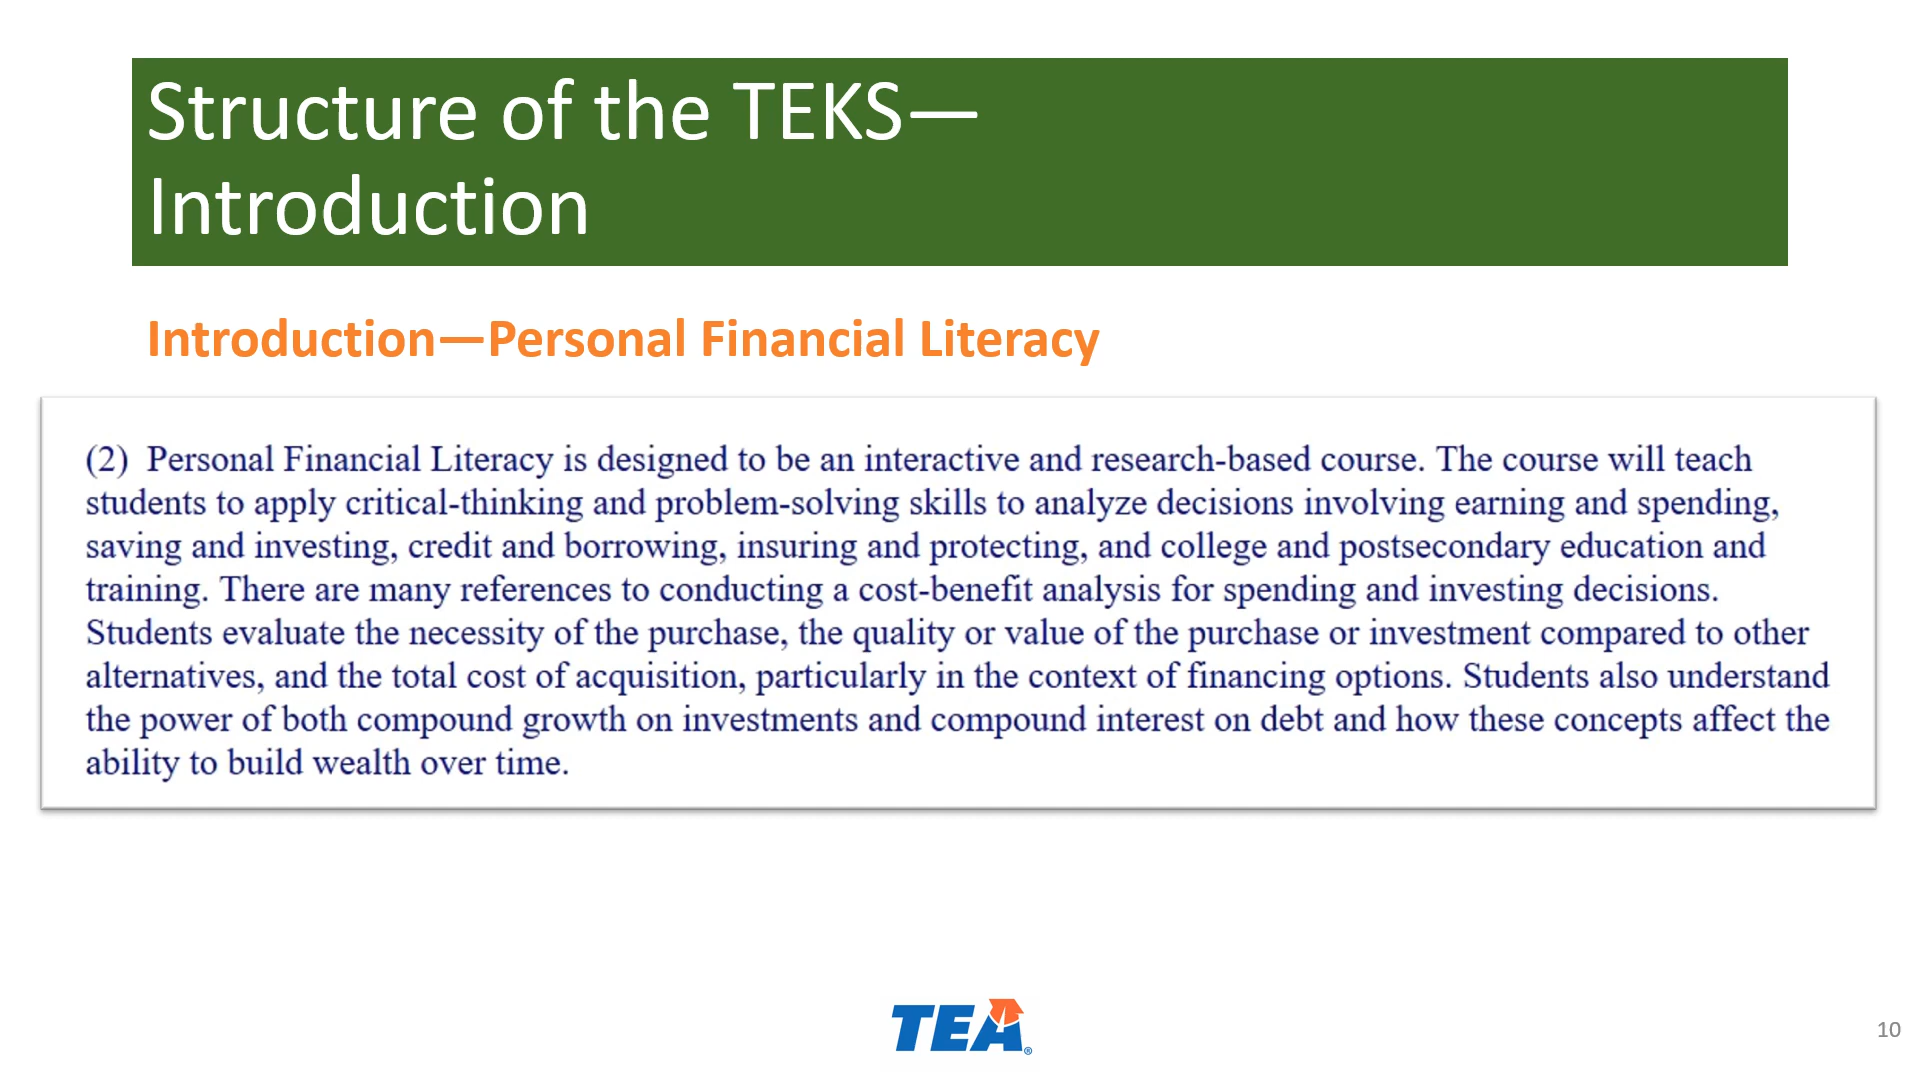 Structure of the TEKS—
Introduction
Introduction—Personal Financial Literacy
(2)  Personal Financial Literacy is designed to be an interactive and research-based course. The course will teach
students to apply critical-thinking and problem-solving skills to analyze decisions involving earning and spending,
saving and investing, credit and borrowing, insuring and protecting, and college and postsecondary education and
training. There are many references to conducting a cost-benefit analysis for spending and investing decisions.
Students evaluate the necessity of the purchase, the quality or value of the purchase or investment compared to other
alternatives, and the total cost of acquisition, particularly in the context of financing options. Students also understand
the power of both compound growth on investments and compound interest on debt and how these concepts affect the
ability to build wealth over time.
TEA®
10